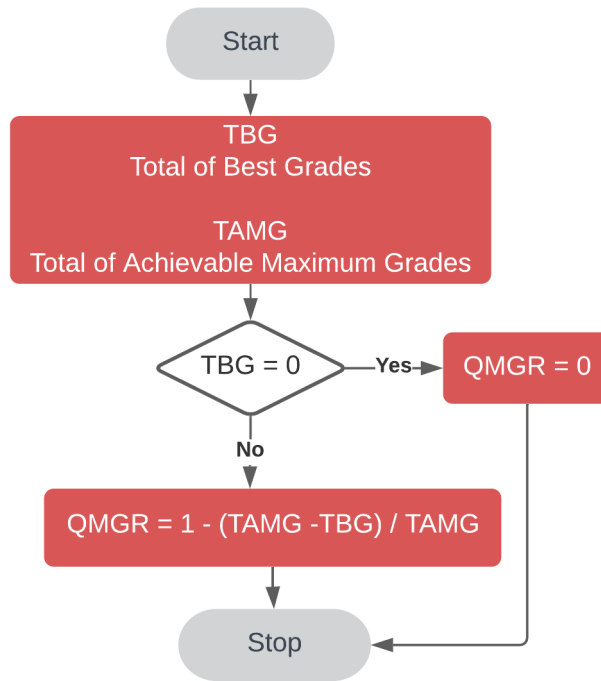 Start
TBG
Total of Best Grades
TAMG
Total of Achievable Maximum Grades
TBG = 0
Yes
QMGR = 0
No
QMGR = 1 - (TAMG -TBG) / TAMG
Stop